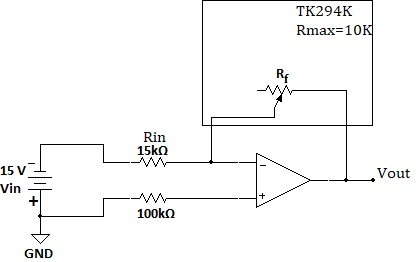 TK294K
Rmax=10K
Rf
Rin
15kΩ
−
15 V
Vin
+
−
+
Vout
100kΩ
GND